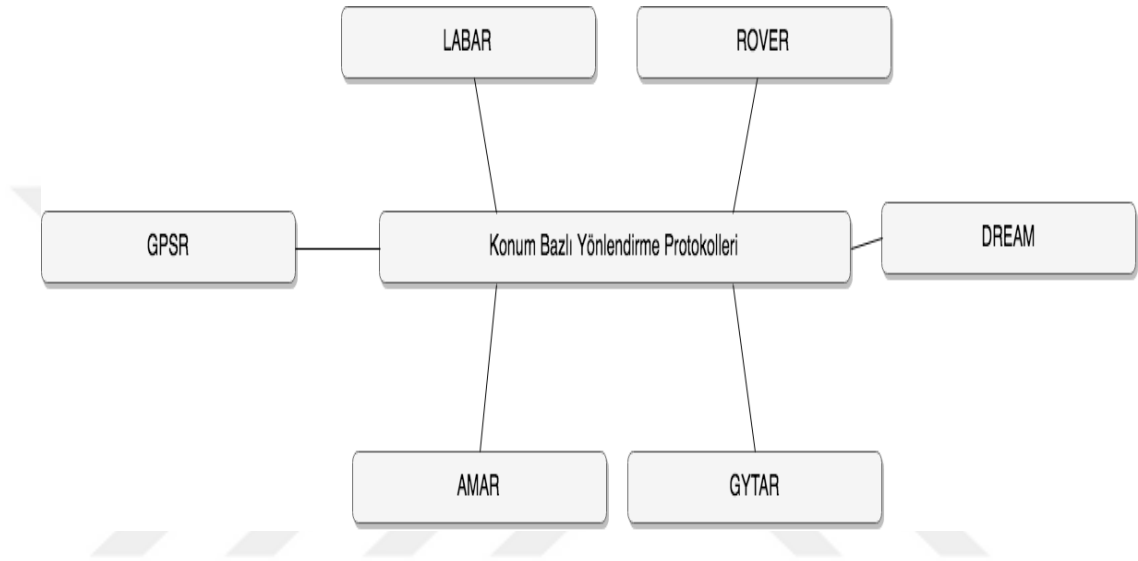 LABAR
ROVER
GPSR
Konum Bazlı Yönlendirme Protokolleri
DREAM
AMAR
GYTAR